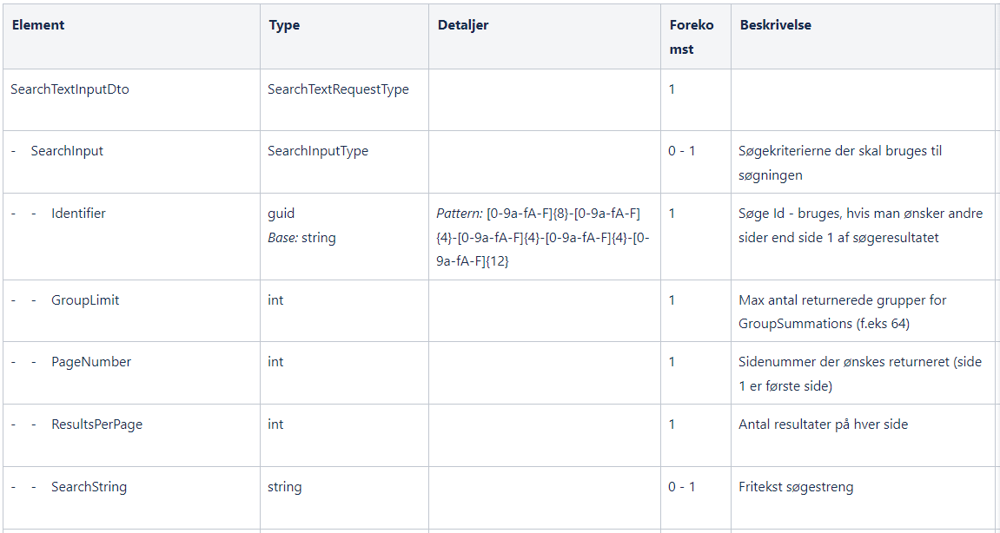 Element Type Detaljer Foreko
mst Beskrivelse
SearchTextInputDto SearchTextRequestType 1
- SearchInput SearchInputType 0 - 1 Søgekriterierne der skal bruges til
søgningen
- - Identifier guid
Base: string Pattern: [0-9a-fA-F]{8}-[0-9a-fA-F]
{4}-[0-9a-fA-F]{4}-[0-9a-fA-F]{4}-[0-
9a-fA-F]{12} 1 Søge Id - bruges, hvis man ønsker andre
sider end side 1 af søgeresultatet
- - GroupLimit int 1 Max antal returnerede grupper for
GroupSummations (f.eks 64)
- - PageNumber int 1 Sidenummer der ønskes returneret (side
1 er første side)
- - ResultsPerPage int 1 Antal resultater på hver side
- - SearchString string 0 - 1 Fritekst søgestreng